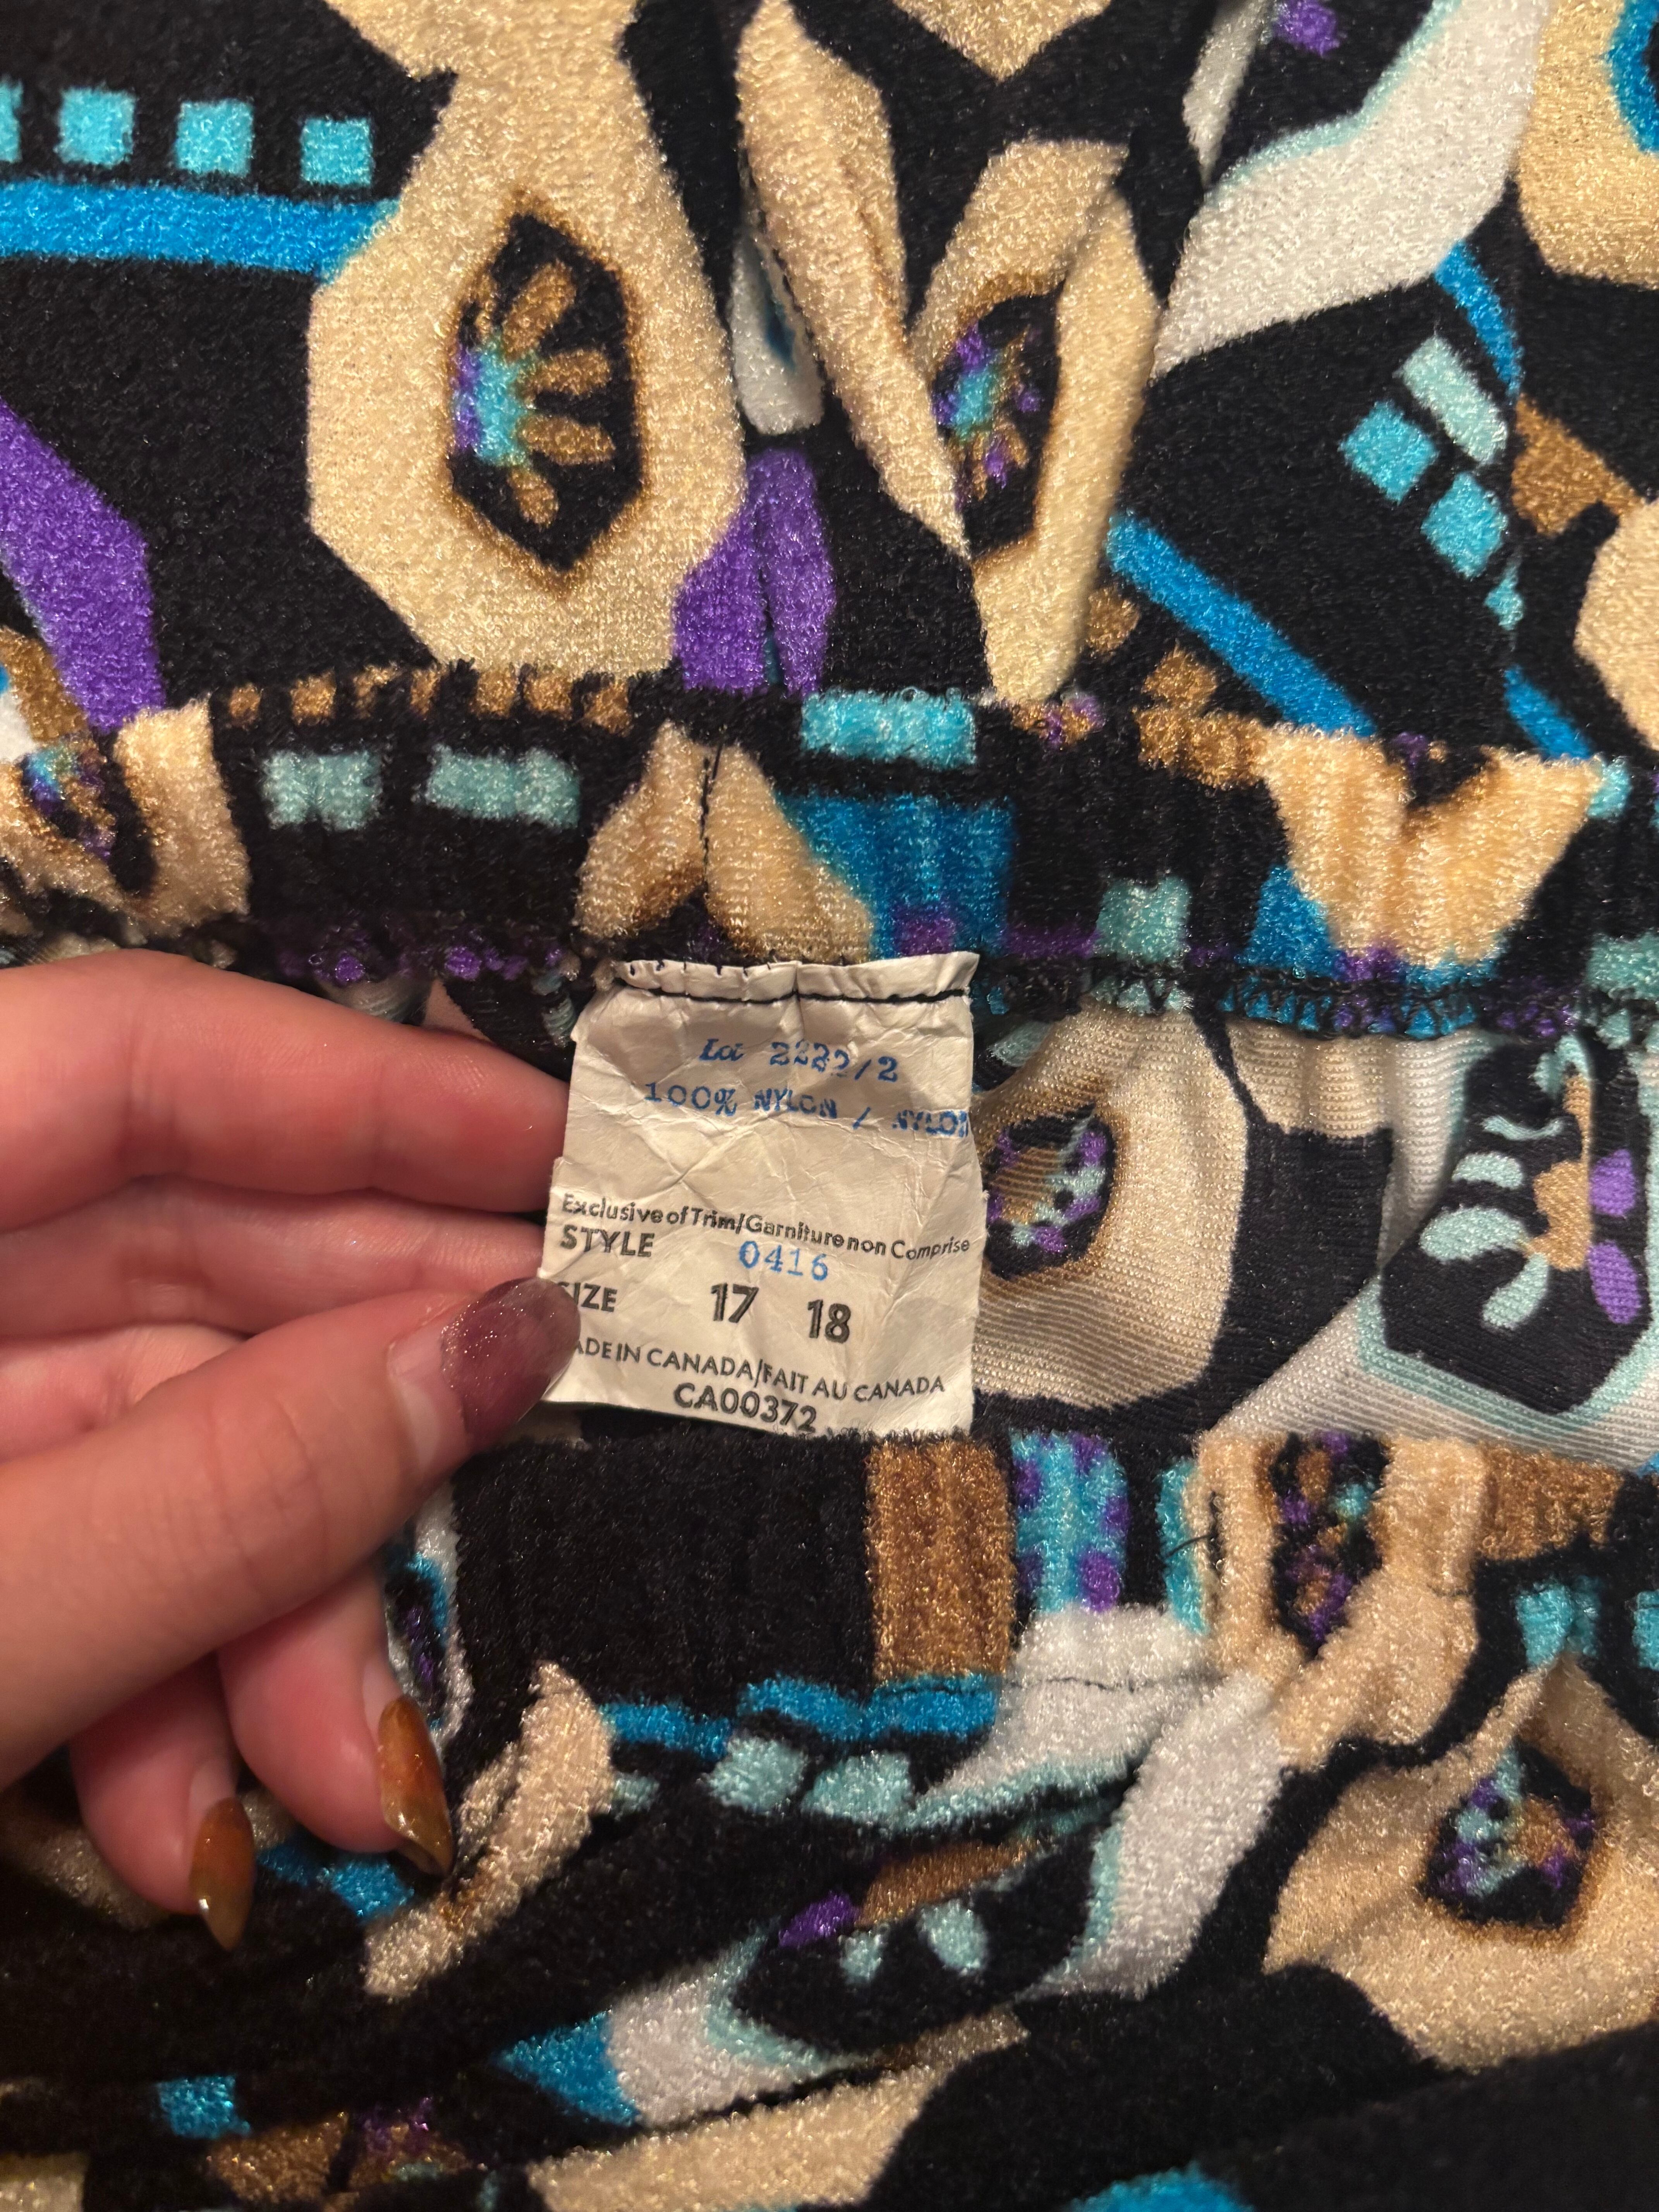 Lot 2222/2
100% NYLON / NYLON
Exclusive of Trim/Garniture non Comprise
STYLE 0416
SIZE 17 18
ADE IN CANADA/FAIT AU CANADA
CA00372